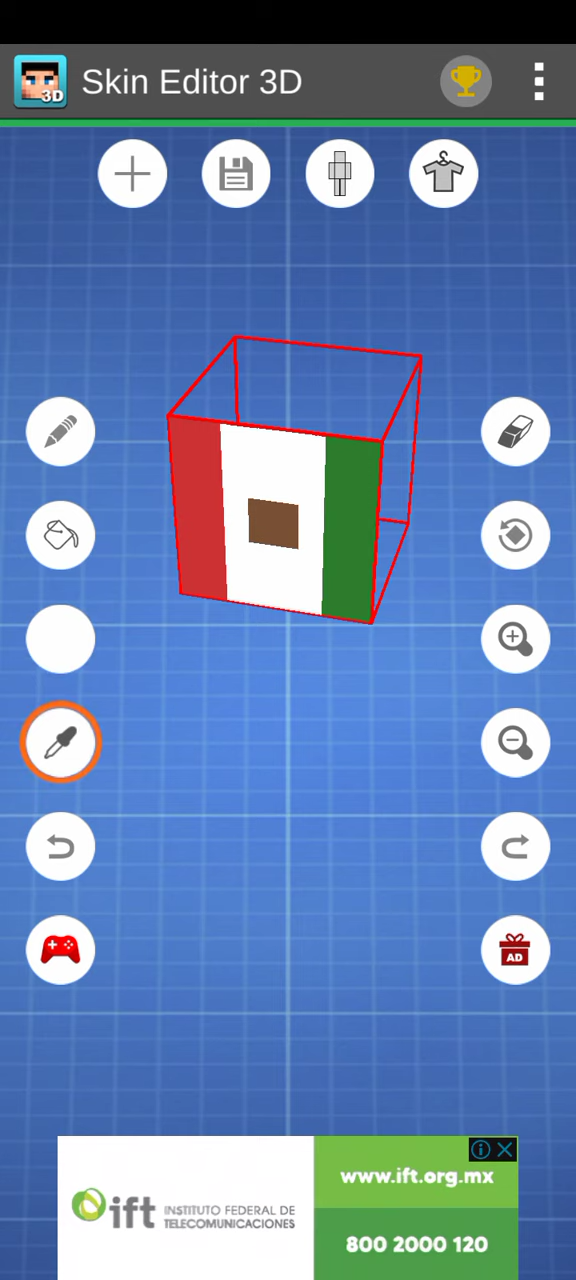 3D
Skin Editor 3D
AD
ift
INSTITUTO FEDERAL DE
TELECOMUNICACIONES
www.ift.org.mx
800 2000 120